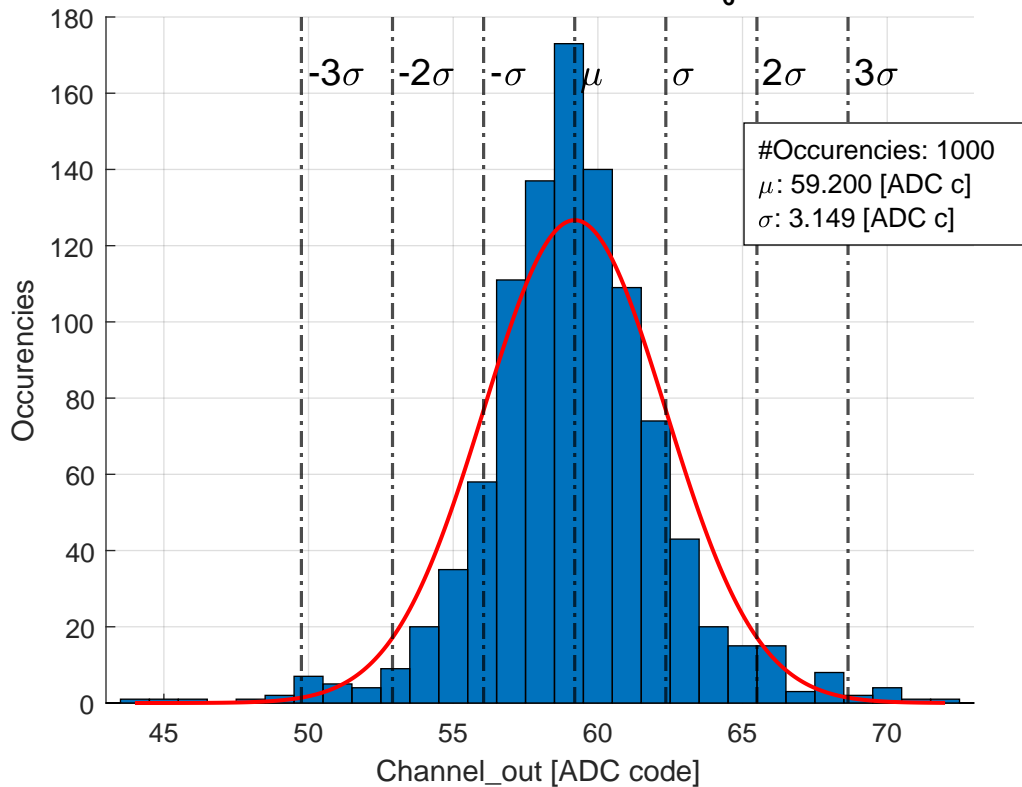 180
160
140
120
100
80
60
40
20
0
Occurencies
-3σ -2σ -σ μ σ 2σ 3σ
#Occurencies: 1000
μ: 59.200 [ADC c]
σ: 3.149 [ADC c]
45 50 55 60 65 70
Channel_out [ADC code]